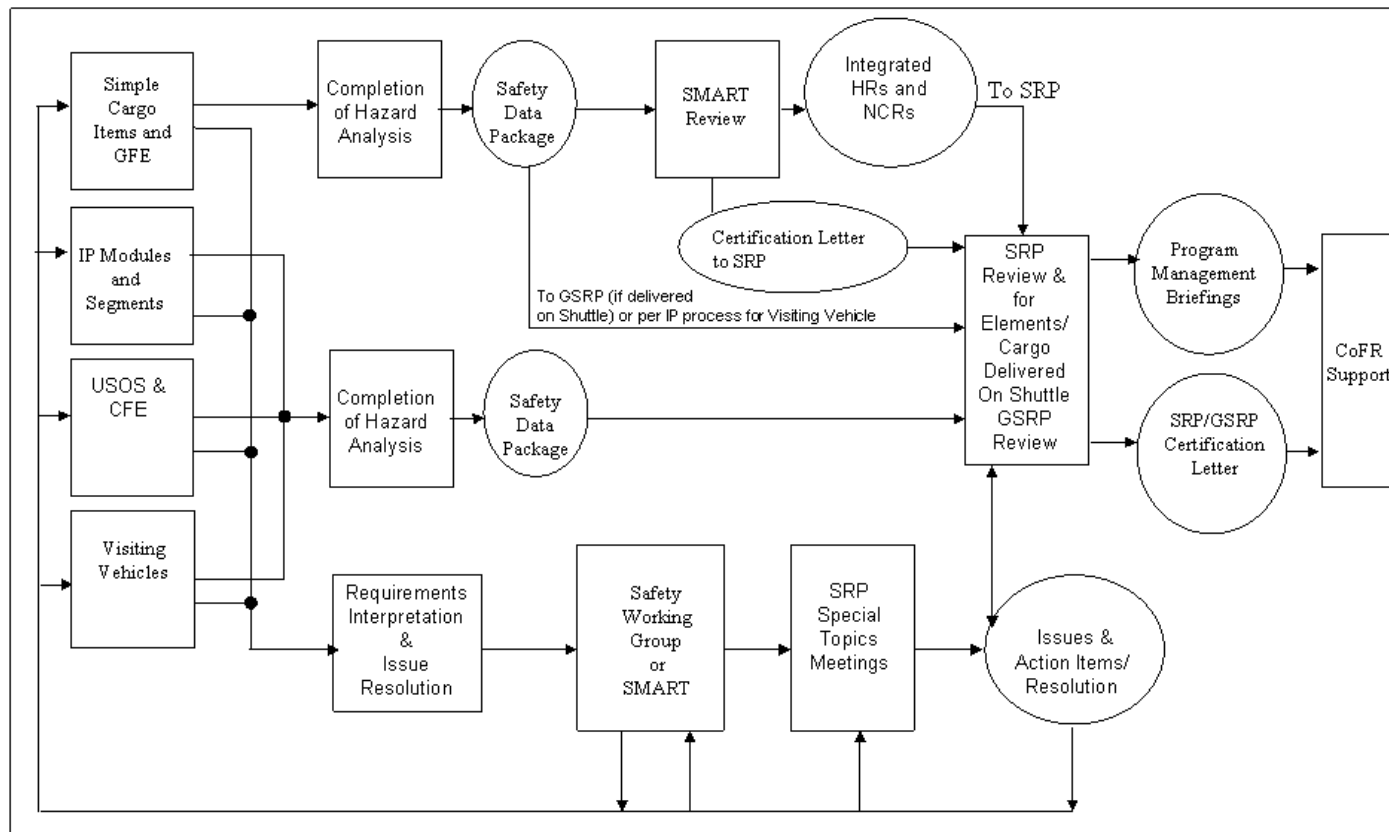 Simple
Cargo
Items and
GFE
Completion
of Hazard
Analysis
Safety
Data
Package
SMART
Review
Integrated
HRs and
NCRs
To SRP
IP Modules
and
Segments
Certification Letter
to SRP
To GSRP (if delivered
on Shuttle) or per IP process for Visiting Vehicle
SRP
Review &
for
Elements/
Cargo
Delivered
On Shuttle
GSRP
Review
Program
Management
Briefings
CoFR
Support
USOS &
CFE
Completion
of Hazard
Analysis
Safety
Data
Package
SRP/GSRP
Certification
Letter
Visiting
Vehicles
Requirements
Interpretation
&
Issue
Resolution
Safety
Working
Group
or
SMART
SRP
Special
Topics
Meetings
Issues &
Action Items/
Resolution